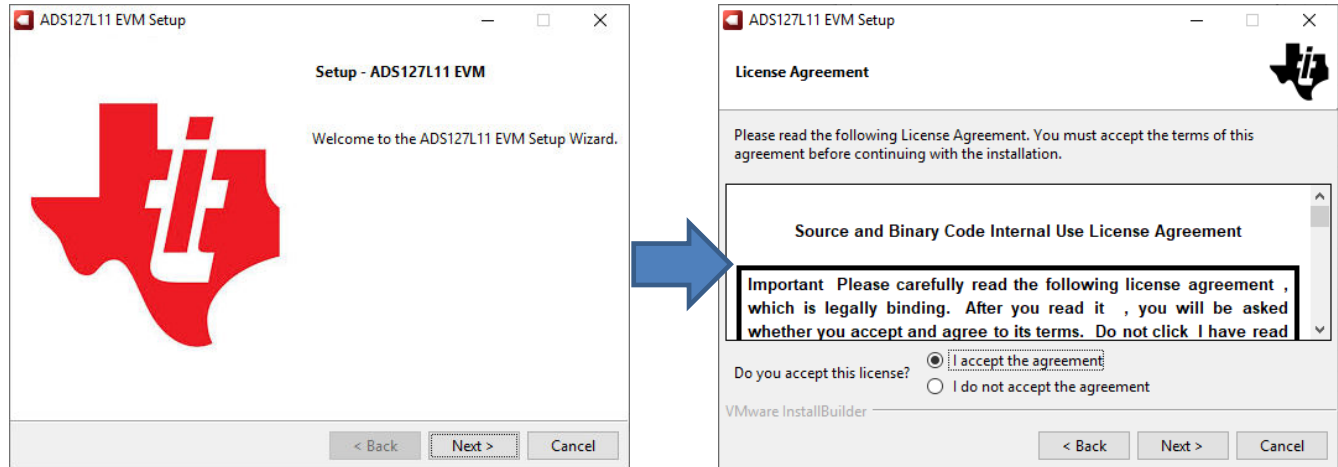 ADS127L11 EVM Setup
Setup - ADS127L11 EVM
Welcome to the ADS127L11 EVM Setup Wizard.
< Back
Next >
Cancel
ADS127L11 EVM Setup
License Agreement
Please read the following License Agreement. You must accept the terms of this
agreement before continuing with the installation.
Source and Binary Code Internal Use License Agreement
Important Please carefully read the following license agreement ,
which is legally binding. After you read it , you will be asked
whether you accept and agree to its terms. Do not click I have read
Do you accept this license?
I accept the agreement
I do not accept the agreement
VMware InstallBuilder
< Back
Next >
Cancel